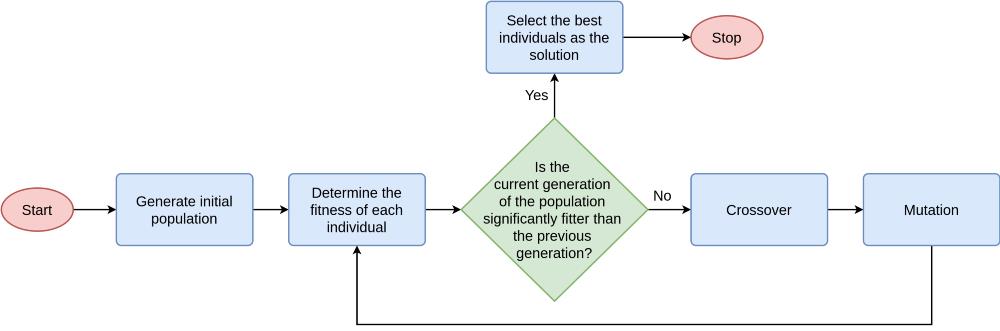 Select the best
individuals as the
solution
Stop
Yes
Start
Generate initial
population
Determine the
fitness of each
individual
Is the
current generation
of the population
significantly fitter than
the previous
generation?
No
Crossover
Mutation